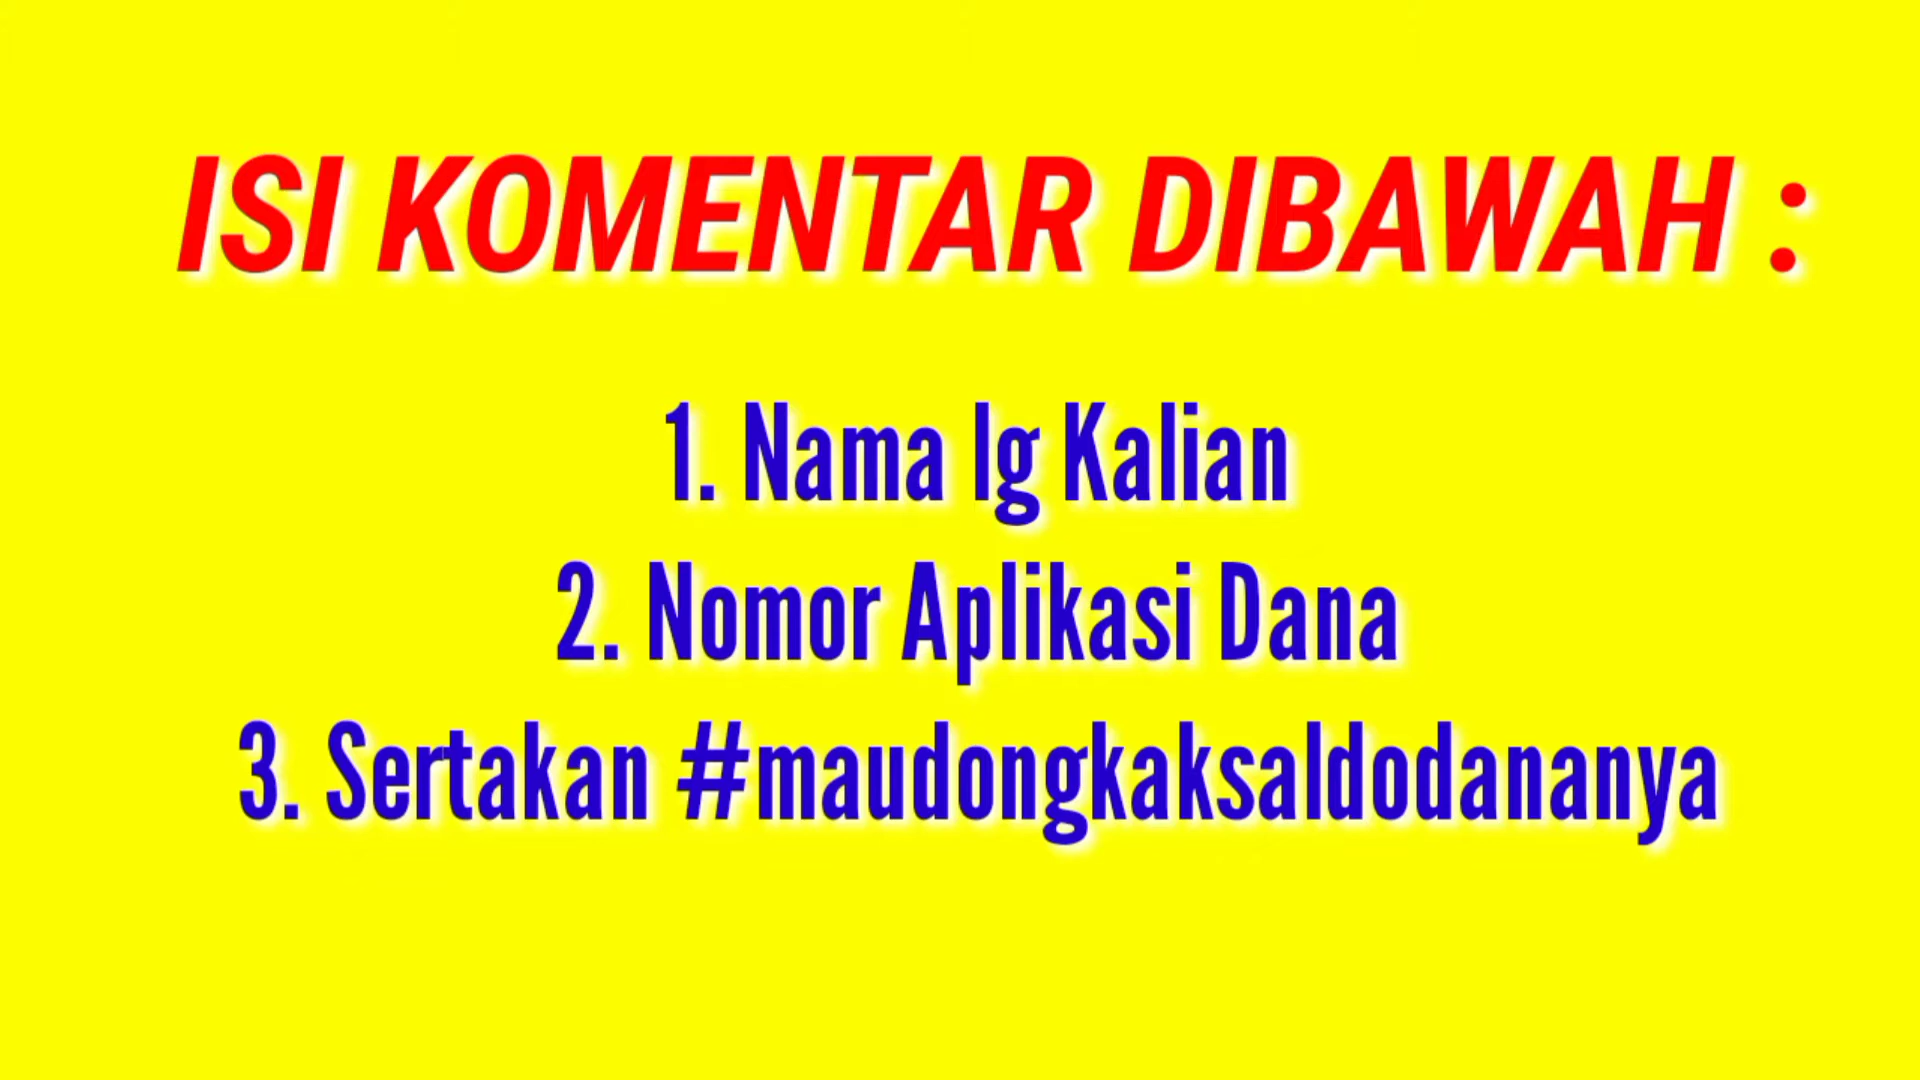 ISI KOMENTAR DIBAWAH :
1. Nama Ig Kalian
2. Nomor Aplikasi Dana
3. Sertakan #maudongkaksaldodananya